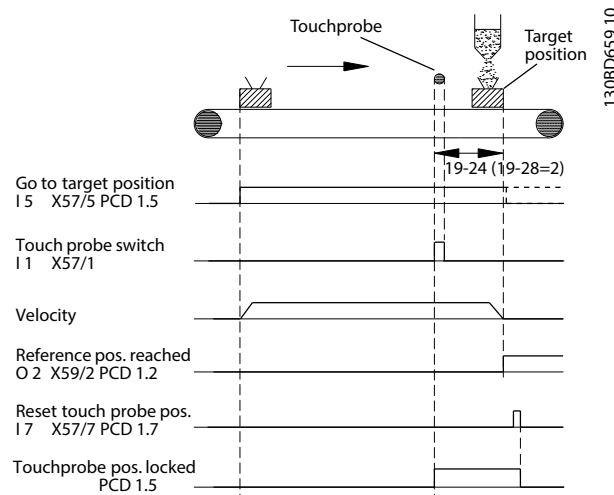 130BD659.10
Touchprobe
Target
position
19-24 (19-28=2)
Go to target position
I 5 X57/5 PCD 1.5
Touch probe switch
I 1 X57/1
Velocity
Reference pos. reached
O 2 X59/2 PCD 1.2
Reset touch probe pos.
I 7 X57/7 PCD 1.7
Touchprobe pos. locked
PCD 1.5